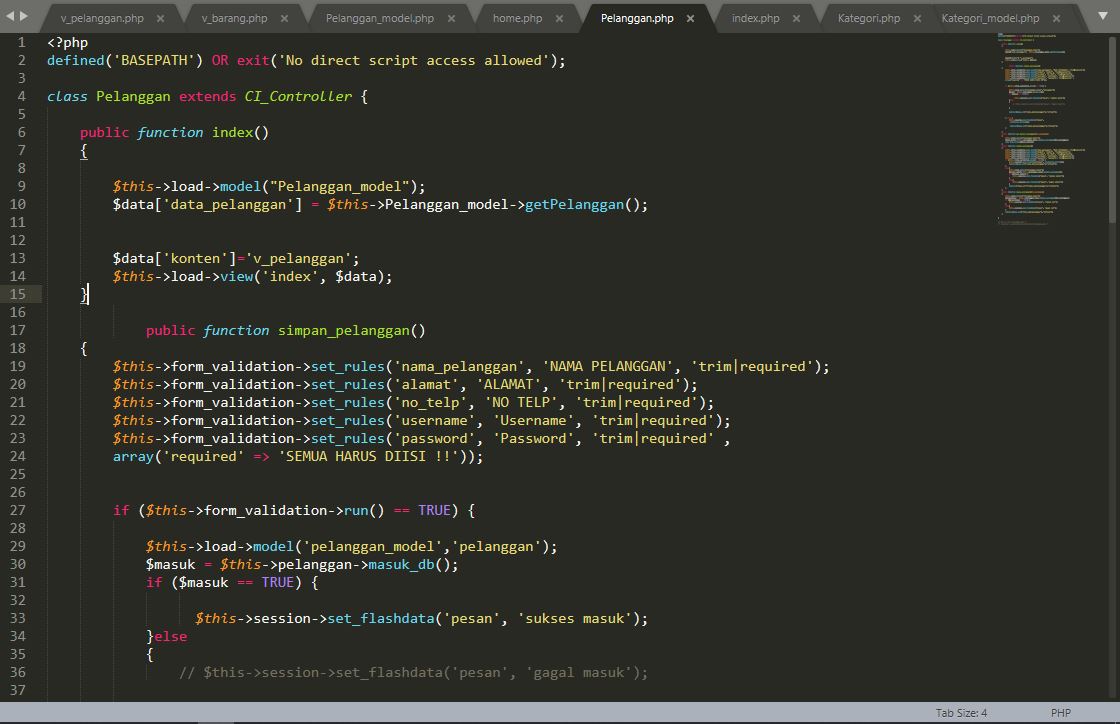 v_pelanggan.php × v_barang.php × Pelanggan_model.php × home.php × Pelanggan.php × index.php × Kategori.php × Kategori_model.php ×
1 <?php
2 defined('BASEPATH') OR exit('No direct script access allowed');
3
4 class Pelanggan extends CI_Controller {
5
6 public function index()
7 {
8
9 $this->load->model("Pelanggan_model");
10 $data['data_pelanggan'] = $this->Pelanggan_model->getPelanggan();
11
12
13 $data['konten']='v_pelanggan';
14 $this->load->view('index', $data);
15 }
16
17 public function simpan_pelanggan()
18 {
19 $this->form_validation->set_rules('nama_pelanggan', 'NAMA PELANGGAN', 'trim|required');
20 $this->form_validation->set_rules('alamat', 'ALAMAT', 'trim|required');
21 $this->form_validation->set_rules('no_telp', 'NO TELP', 'trim|required');
22 $this->form_validation->set_rules('username', 'Username', 'trim|required');
23 $this->form_validation->set_rules('password', 'Password', 'trim|required' ,
24 array('required' => 'SEMUA HARUS DIISI !!'));
25
26
27 if ($this->form_validation->run() == TRUE) {
28
29 $this->load->model('pelanggan_model','pelanggan');
30 $masuk = $this->pelanggan->masuk_db();
31 if ($masuk == TRUE) {
32
33 $this->session->set_flashdata('pesan', 'sukses masuk');
34 }else
35 {
36 // $this->session->set_flashdata('pesan', 'gagal masuk');
37
Tab Size: 4 PHP